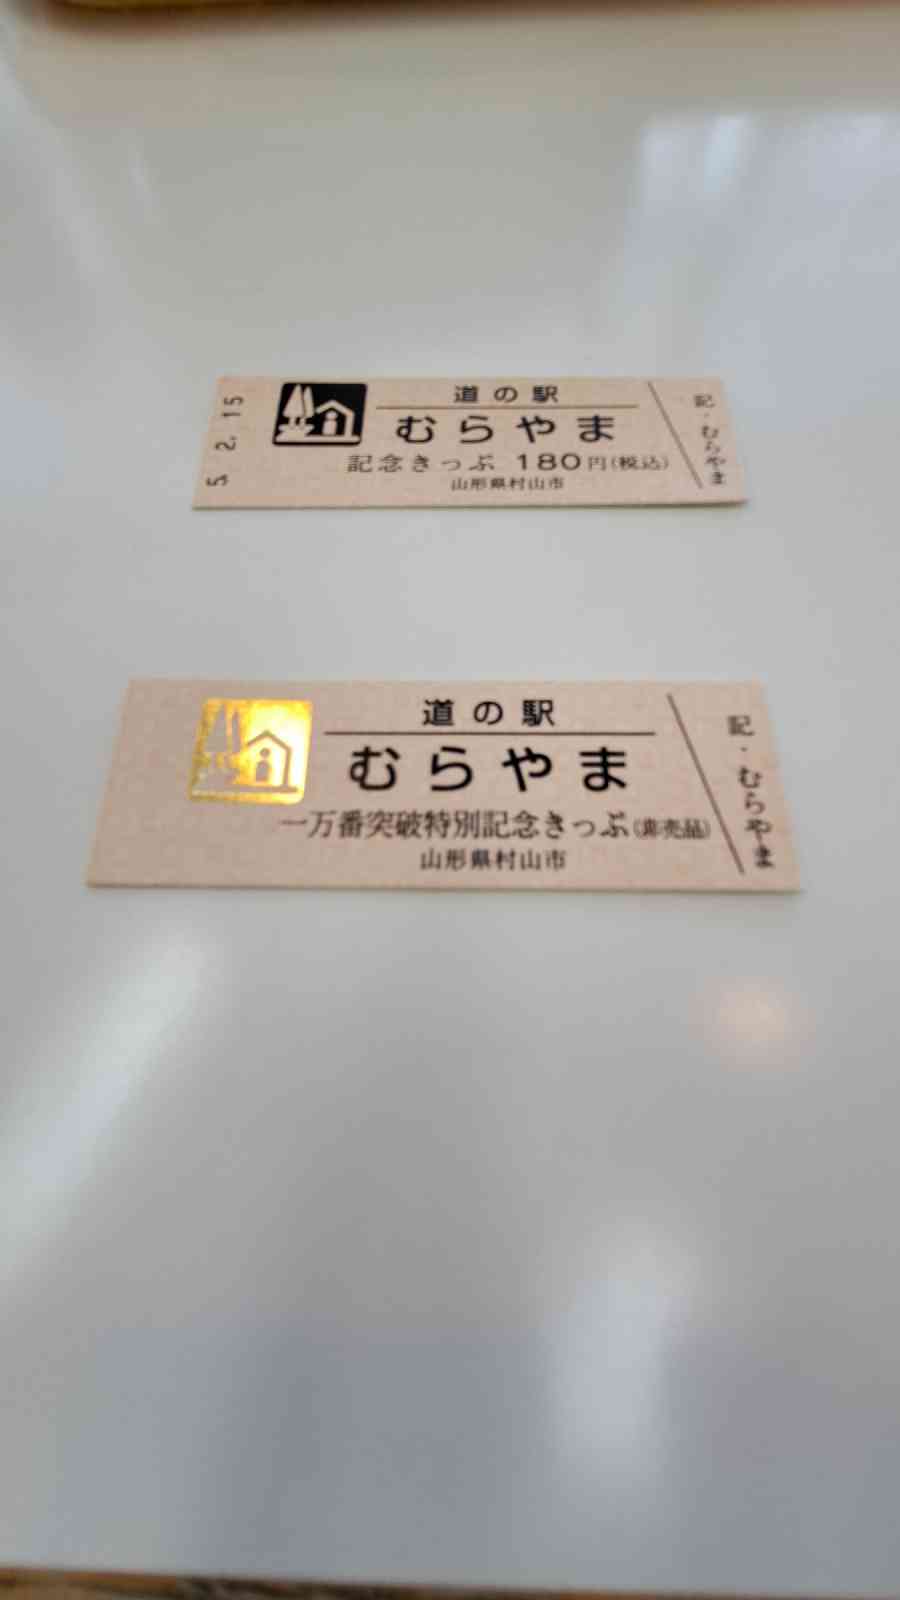 5. 2. 15
道の駅
むらやま
記念きっぷ 180円(税込)
山形県村山市
記・むらやま
道の駅
むらやま
一万番突破特別記念きっぷ(非売品)
山形県村山市
記・むらやま